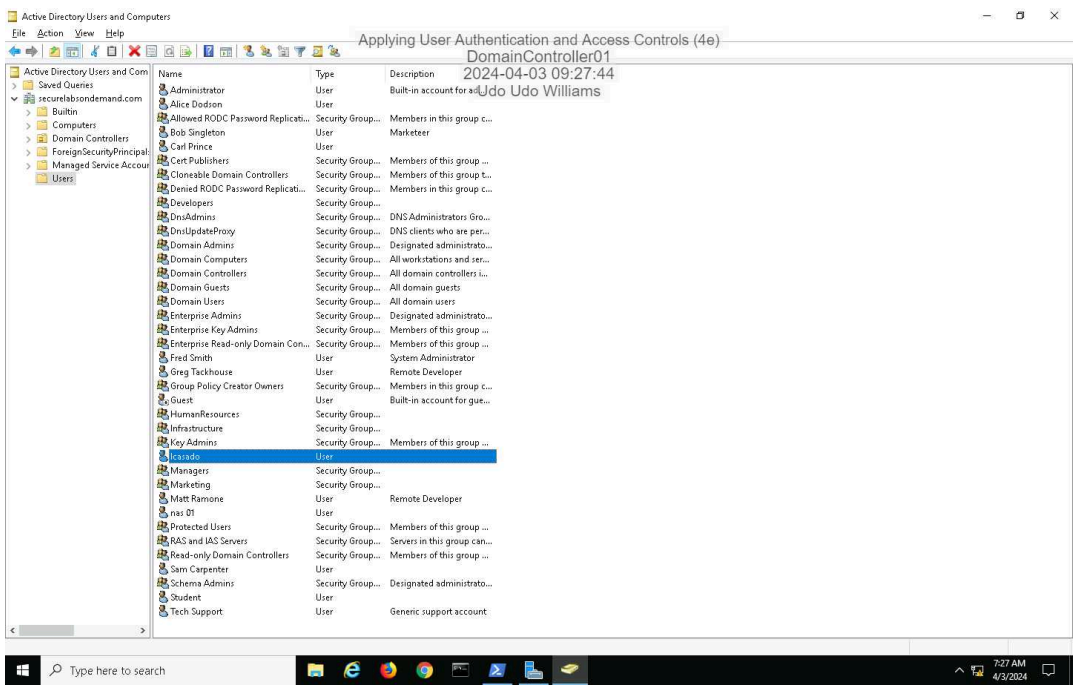 Active Directory Users and Computers
File Action View Help
Applying User Authentication and Access Controls (4e)
DomainController01
2024-04-03 09:27:44
Udo Udo Williams
Active Directory Users and Com
Saved Queries
securelabsondemand.com
Builtin
Computers
Domain Controllers
ForeignSecurityPrincipal:
Managed Service Accour
Users
Name Type Description
Administrator User Built-in account for ad
Alice Dodson User
Allowed RODC Password Replicati... Security Group... Members in this group c...
Bob Singleton User Marketeer
Carl Prince User
Cert Publishers Security Group... Members of this group ...
Cloneable Domain Controllers Security Group... Members of this group t...
Denied RODC Password Replicati... Security Group... Members in this group c...
Developers Security Group...
DnsAdmins Security Group... DNS Administrators Gro...
DnsUpdateProxy Security Group... DNS clients who are per...
Domain Admins Security Group... Designated administrato...
Domain Computers Security Group... All workstations and ser...
Domain Controllers Security Group... All domain controllers i...
Domain Guests Security Group... All domain guests
Domain Users Security Group... All domain users
Enterprise Admins Security Group... Designated administrato...
Enterprise Key Admins Security Group... Members of this group ...
Enterprise Read-only Domain Con... Security Group... Members of this group ...
Fred Smith User System Administrator
Greg Tackhouse User Remote Developer
Group Policy Creator Owners Security Group... Members in this group c...
Guest User Built-in account for gue...
HumanResources Security Group...
Infrastructure Security Group...
Key Admins Security Group... Members of this group ...
lcasado User
Managers Security Group...
Marketing Security Group...
Matt Ramone User Remote Developer
nas 01 User
Protected Users Security Group... Members of this group ...
RAS and IAS Servers Security Group... Servers in this group can...
Read-only Domain Controllers Security Group... Members of this group ...
Sam Carpenter User
Schema Admins Security Group... Designated administrato...
Student User
Tech Support User Generic support account
Type here to search
7:27 AM
4/3/2024